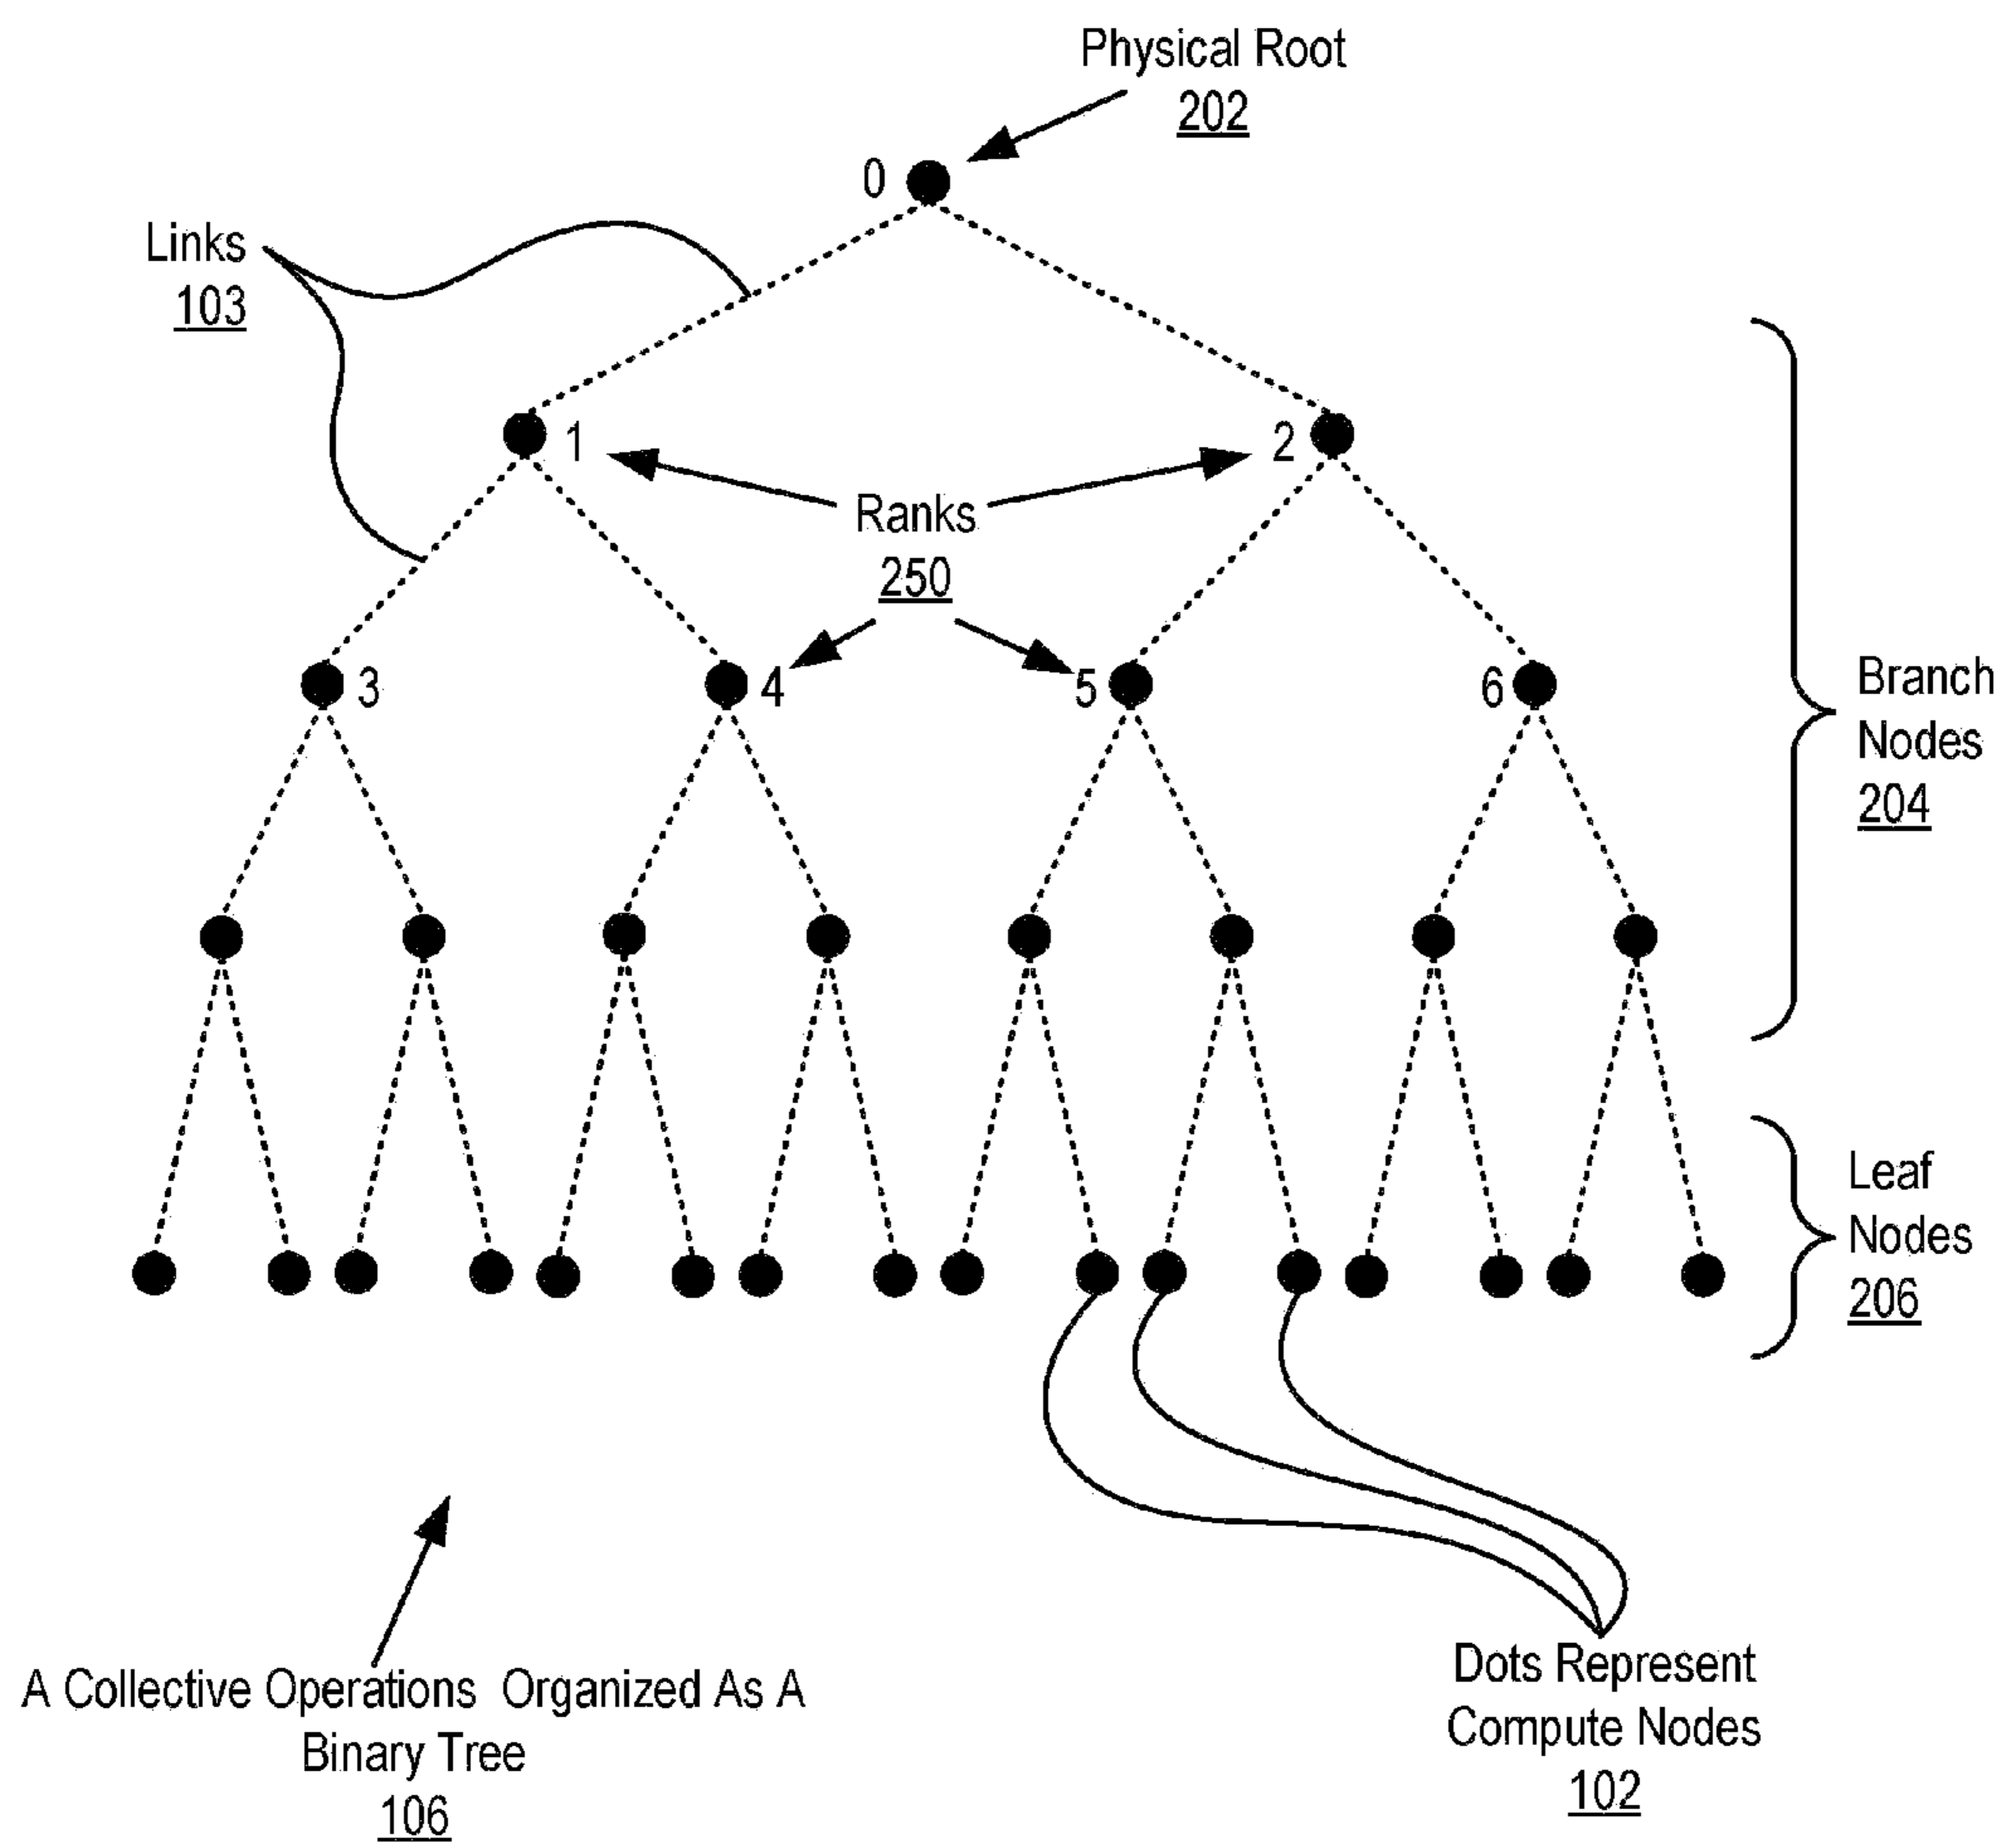 Physical Root
202
0
Links
103
1
2
Ranks
250
3
4
5
6
Branch
Nodes
204
Leaf
Nodes
206
A Collective Operations Organized As A
Binary Tree
106
Dots Represent
Compute Nodes
102